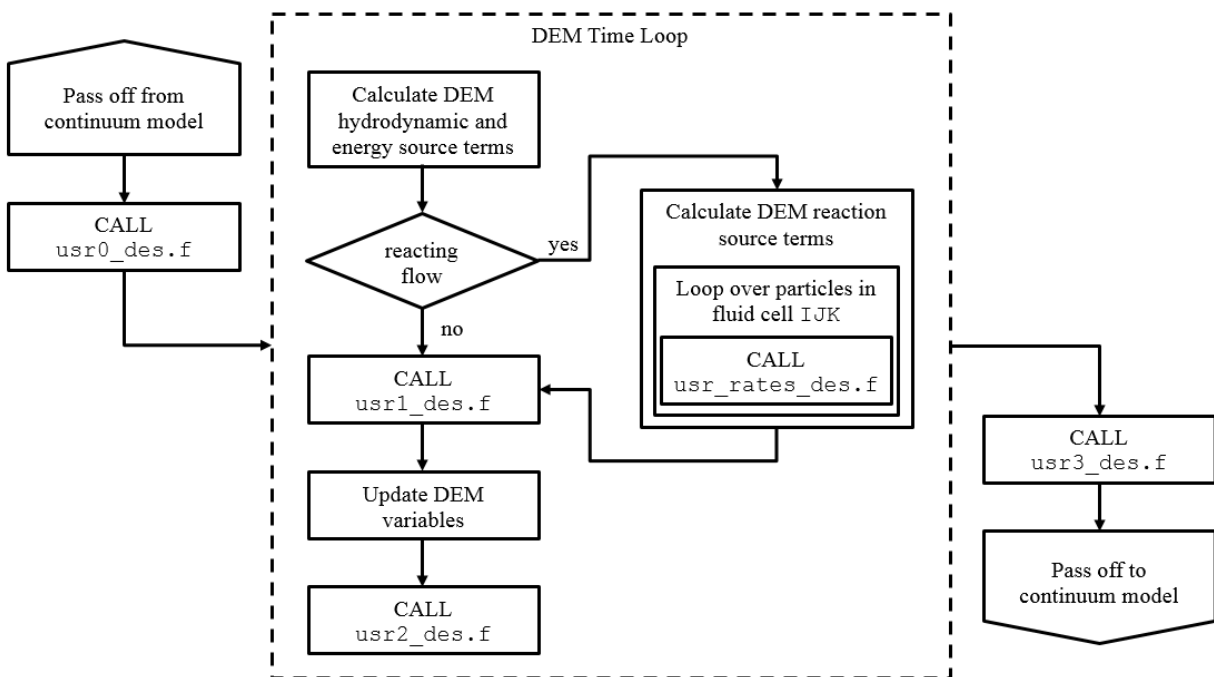 DEM Time Loop
Pass off from
continuum model
CALL
usr0_des.f
Calculate DEM
hydrodynamic and
energy source terms
reacting
flow
yes
no
Calculate DEM reaction
source terms
Loop over particles in
fluid cell IJK
CALL
usr_rates_des.f
CALL
usr1_des.f
Update DEM
variables
CALL
usr2_des.f
CALL
usr3_des.f
Pass off to
continuum model